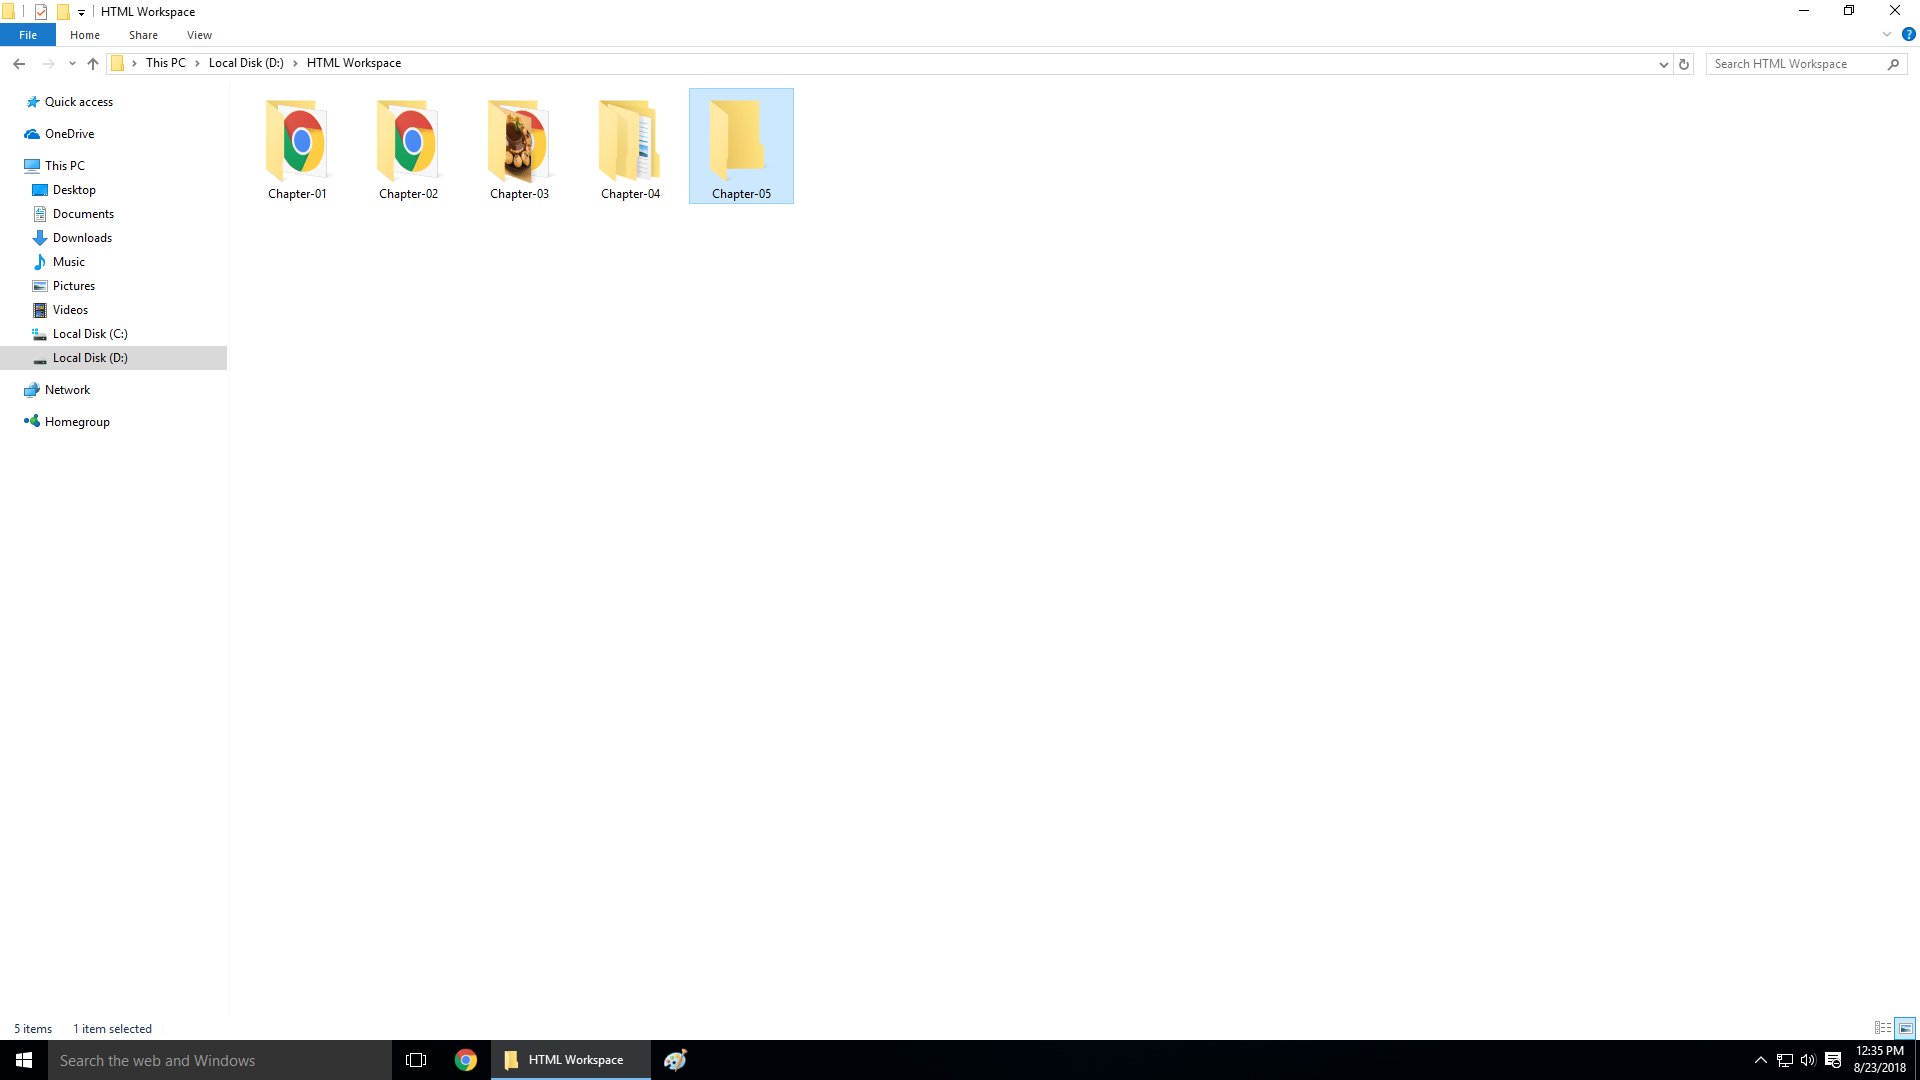 HTML Workspace
File Home Share View
This PC Local Disk (D:) HTML Workspace
Search HTML Workspace
Quick access
OneDrive
This PC
Desktop
Documents
Downloads
Music
Pictures
Videos
Local Disk (C:)
Local Disk (D:)
Network
Homegroup
Chapter-01 Chapter-02 Chapter-03 Chapter-04 Chapter-05
5 items 1 item selected
Search the web and Windows
HTML Workspace
12:35 PM
8/23/2018